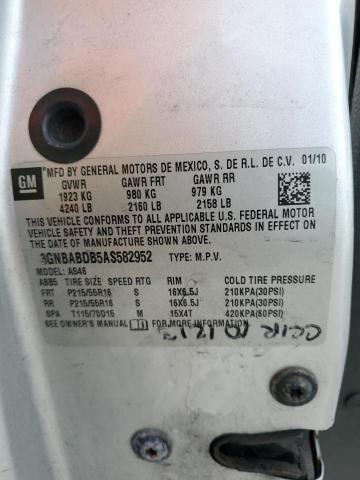 GM
MFD BY GENERAL MOTORS DE MEXICO, S. DE R.L. DE C.V. 01/10
GVWR GAWR FRT GAWR RR
1923 KG 980 KG 979 KG
4240 LB 2160 LB 2158 LB
THIS VEHICLE CONFORMS TO ALL APPLICABLE U.S. FEDERAL MOTOR
VEHICLE SAFETY, BUMPER, AND THEFT PREVENTION STANDARDS IN EFFECT
ON THE DATE OF MANUFACTURE SHOWN ABOVE.
3GNBABDB5AS582952 TYPE: M.P.V.
MODEL: AS46
ABB5 TIRE SIZE SPEED RTG RIM COLD TIRE PRESSURE
FRT P215/55R16 S 16X6.5J 210KPA(30PSI)
RR P215/55R16 S 16X6.5J 210KPA(30PSI)
SPA T115/70D15 M 15X4T 420KPA(60PSI)
SEE OWNER'S MANUAL FOR MORE INFORMATION.